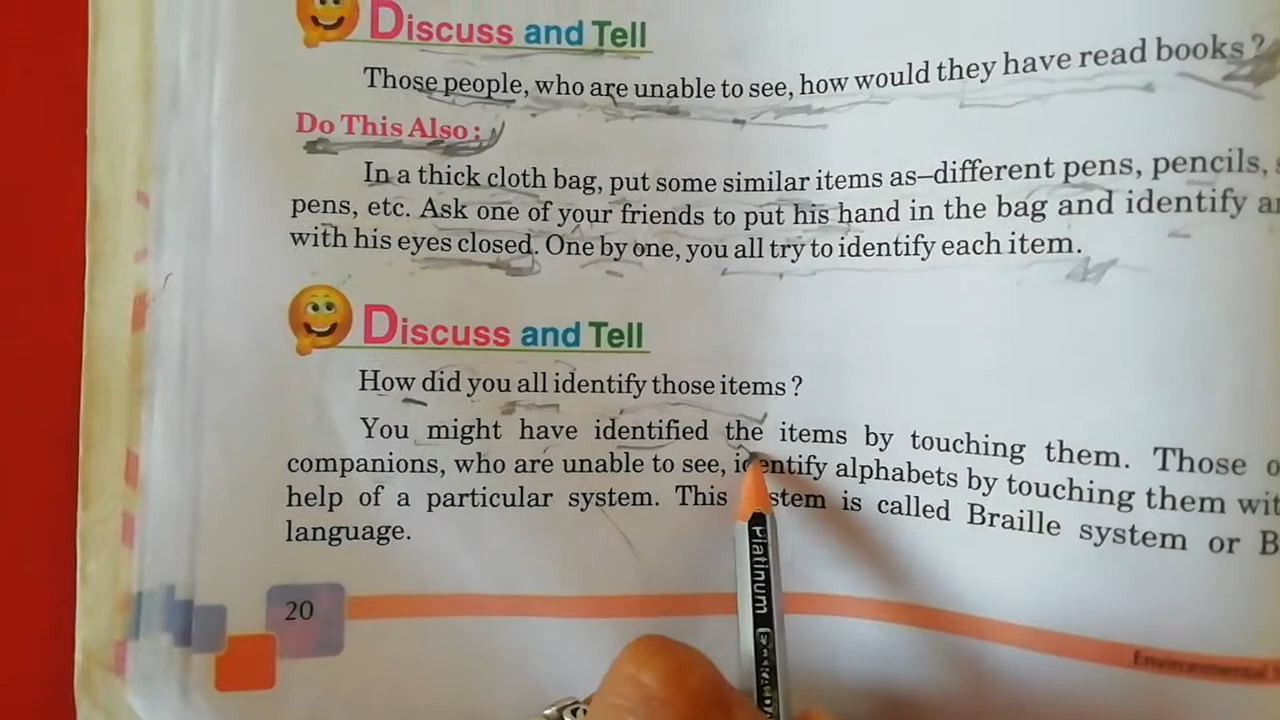 Discuss and Tell
Those people, who are unable to see, how would they have read books ?
Do This Also :
In a thick cloth bag, put some similar items as–different pens, pencils,
pens, etc. Ask one of your friends to put his hand in the bag and identify
with his eyes closed. One by one, you all try to identify each item.
Discuss and Tell
How did you all identify those items ?
You might have identified the items by touching them. Those
companions, who are unable to see, identify alphabets by touching them
help of a particular system. This system is called Braille system or
language.
20
Environmental
Platinum